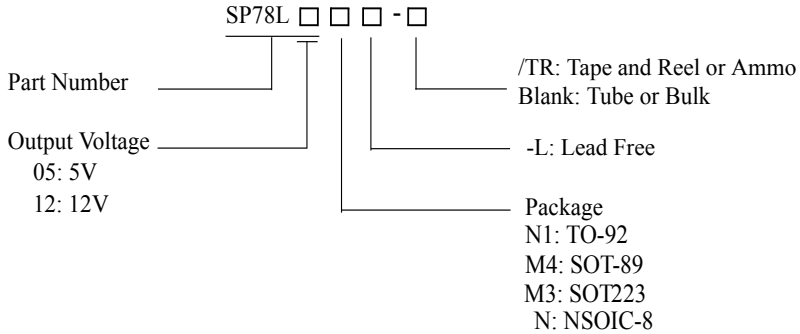 SP78L □ □ □ - □
Part Number
Output Voltage
05: 5V
12: 12V
/TR: Tape and Reel or Ammo
Blank: Tube or Bulk
-L: Lead Free
Package
N1: TO-92
M4: SOT-89
M3: SOT223
N: NSOIC-8